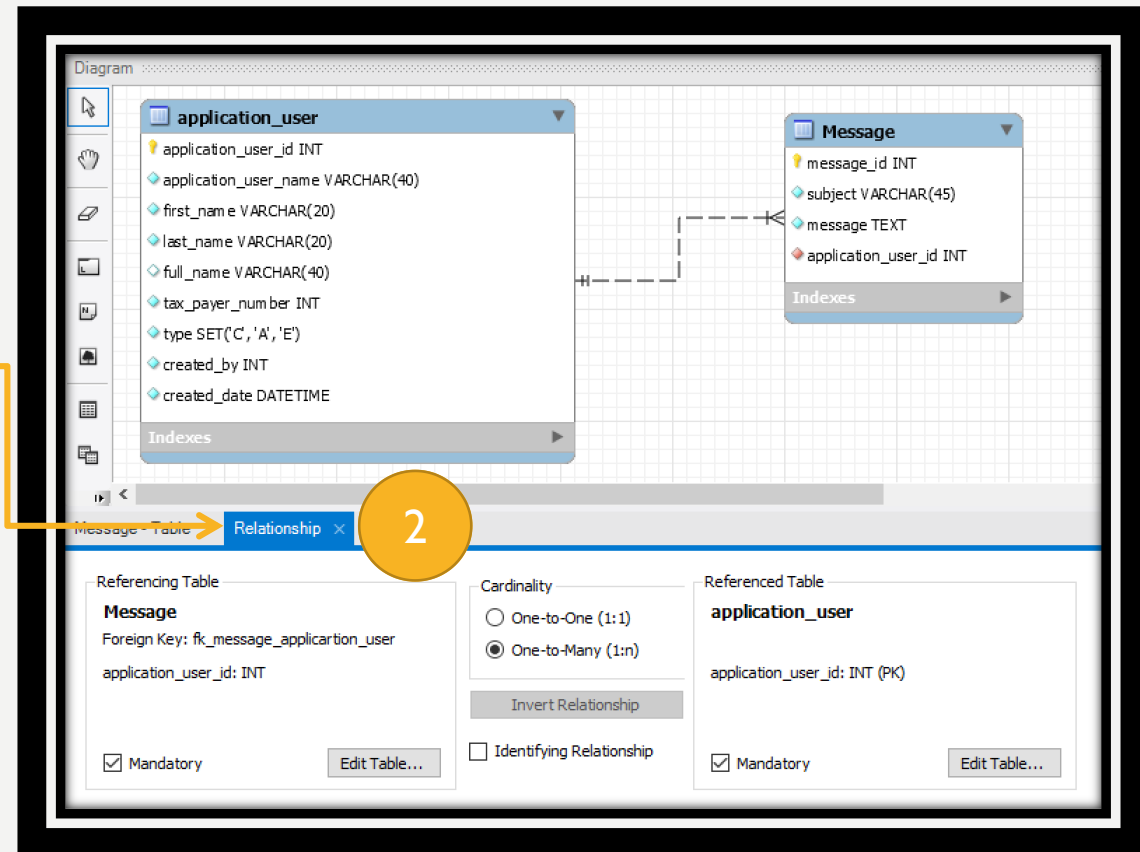 Diagram
application_user
application_user_id INT
application_user_name VARCHAR(40)
first_name VARCHAR(20)
last_name VARCHAR(20)
full_name VARCHAR(40)
tax_payer_number INT
type SET('C', 'A', 'E')
created_by INT
created_date DATETIME
Indexes
Message
message_id INT
subject VARCHAR(45)
message TEXT
application_user_id INT
Indexes
Message - Table
Relationship ×
2
Referencing Table
Message
Foreign Key: fk_message_applicartion_user
application_user_id: INT
Mandatory
Edit Table...
Cardinality
One-to-One (1:1)
One-to-Many (1:n)
Invert Relationship
Identifying Relationship
Referenced Table
application_user
application_user_id: INT (PK)
Mandatory
Edit Table...